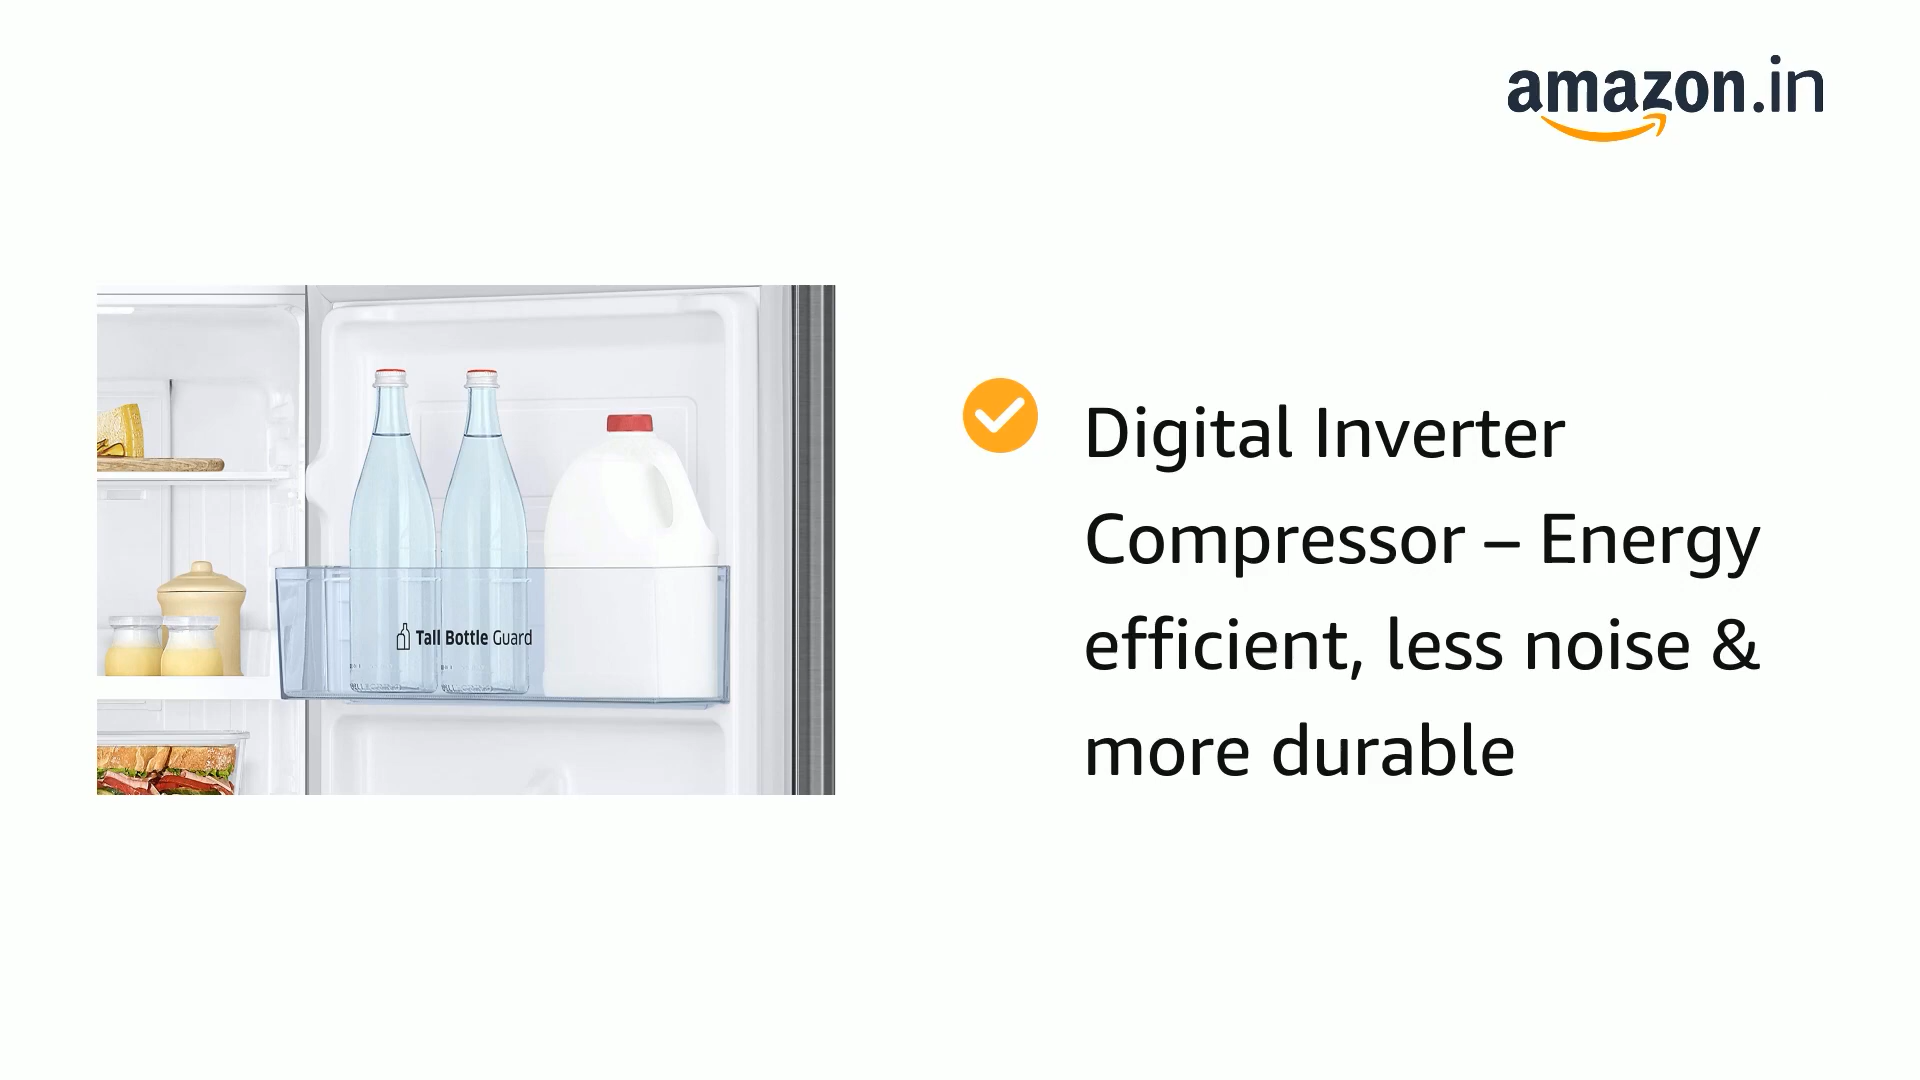 amazon.in
Digital Inverter
Compressor – Energy
efficient, less noise &
more durable
Tall Bottle Guard